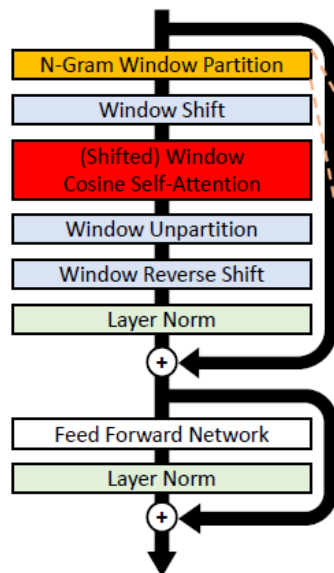 N-Gram Window Partition
Window Shift
(Shifted) Window
Cosine Self-Attention
Window Unpartition
Window Reverse Shift
Layer Norm
+
Feed Forward Network
Layer Norm
+